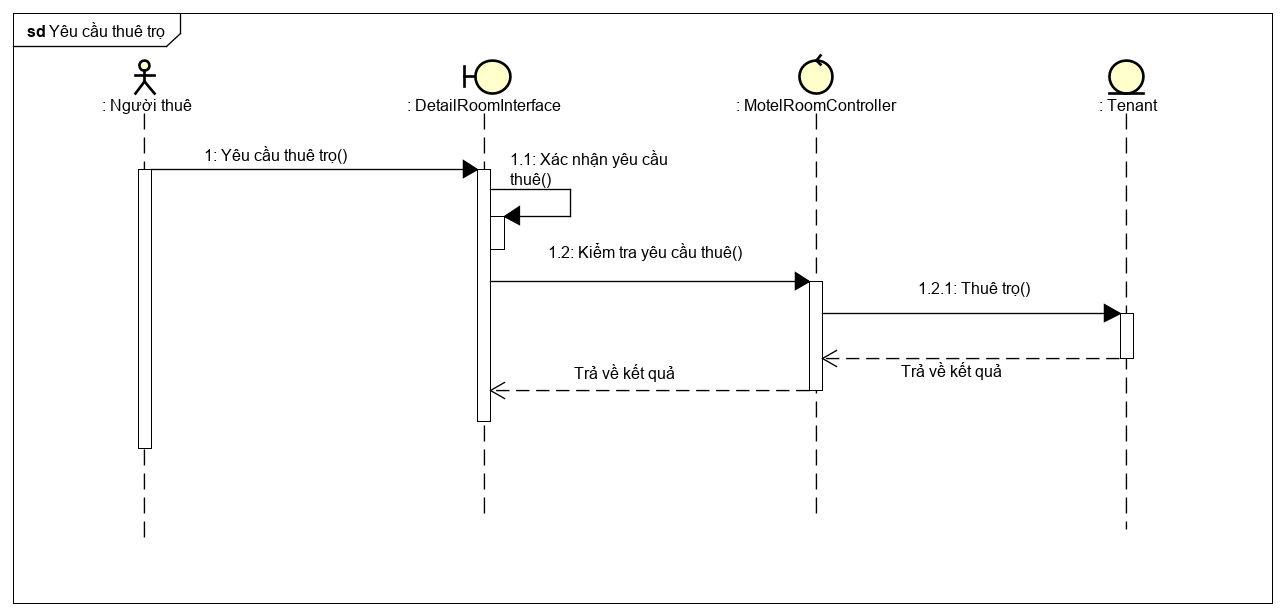 sd Yêu cầu thuê trọ
: Người thuê
: DetailRoomInterface
: MotelRoomController
: Tenant
1: Yêu cầu thuê trọ()
1.1: Xác nhận yêu cầu
thuê()
1.2: Kiểm tra yêu cầu thuê()
1.2.1: Thuê trọ()
Trả về kết quả
Trả về kết quả